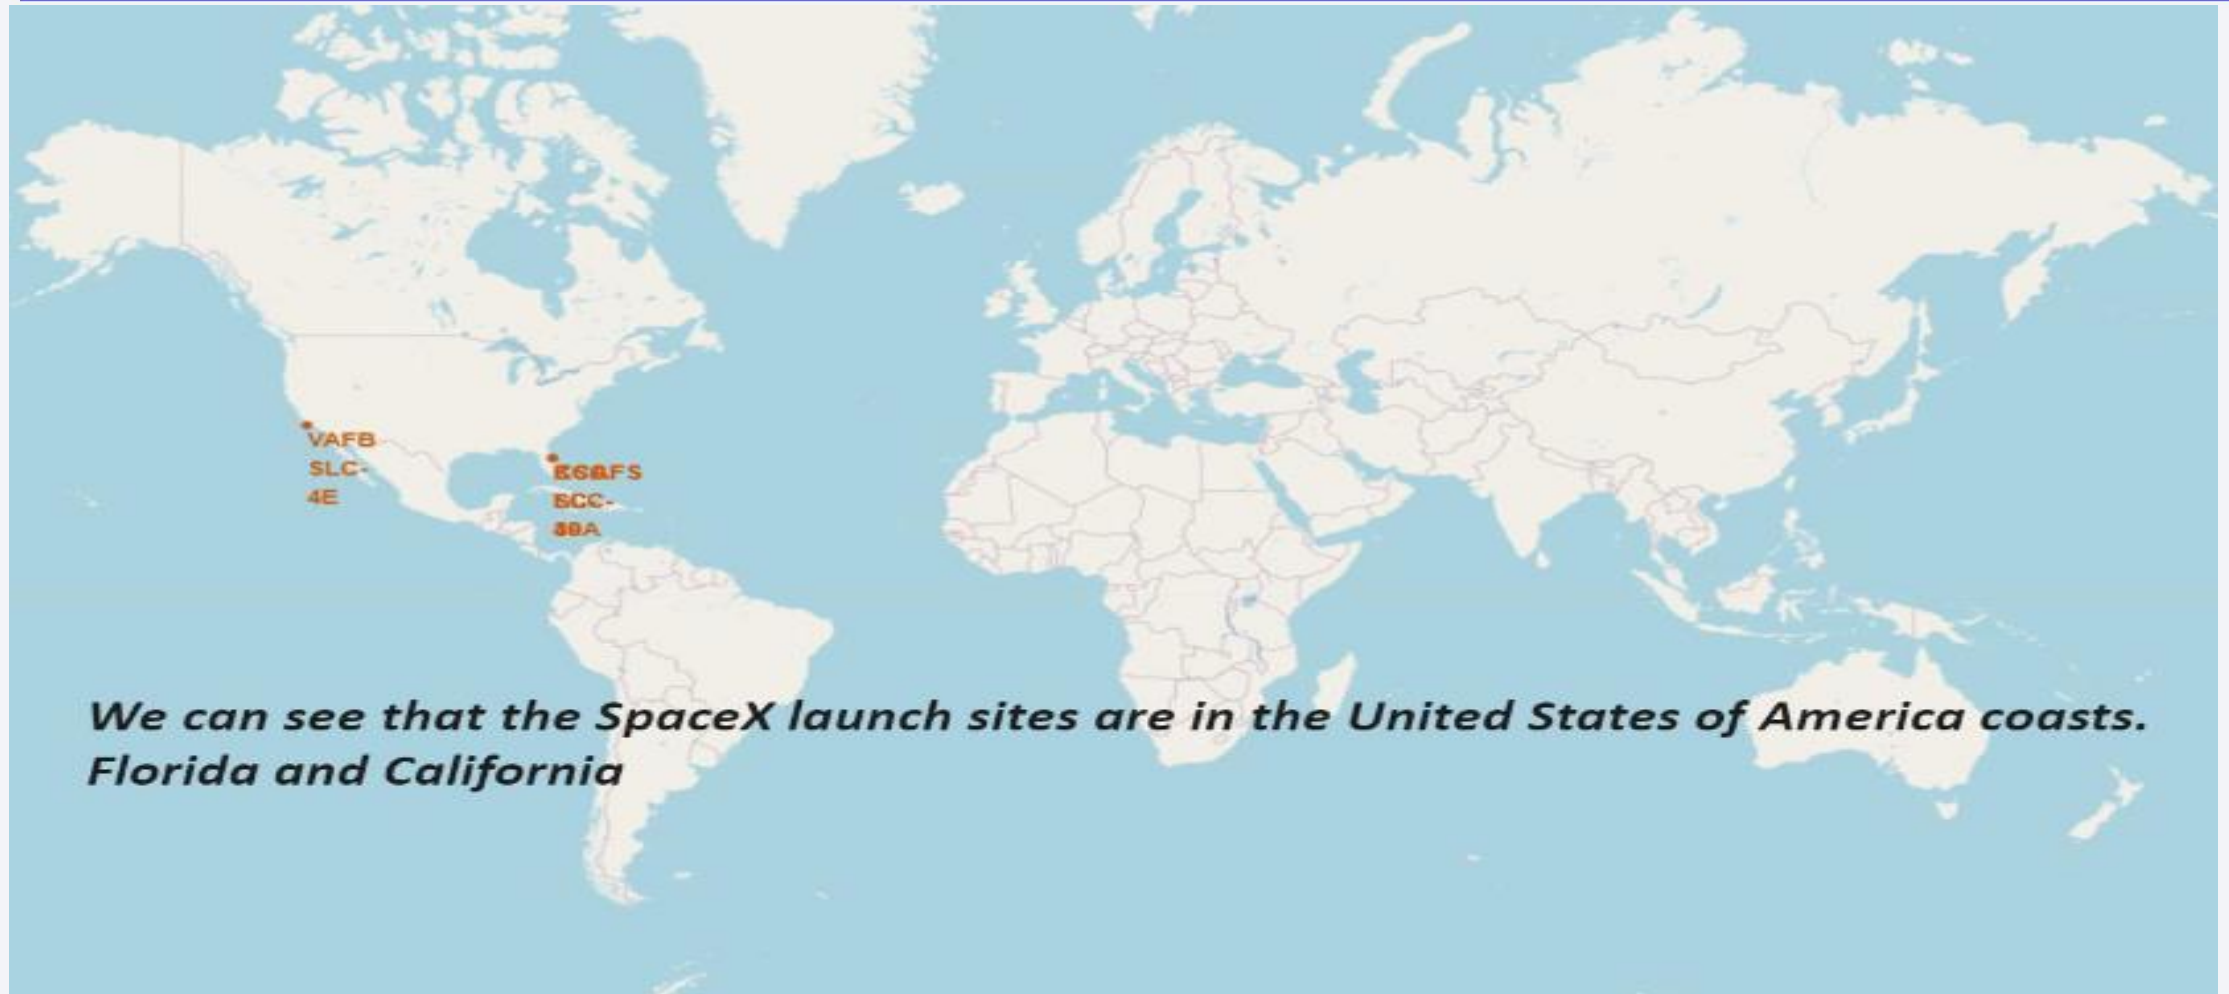 VAFB
SLC-
4E
We can see that the SpaceX launch sites are in the United States of America coasts.
Florida and California